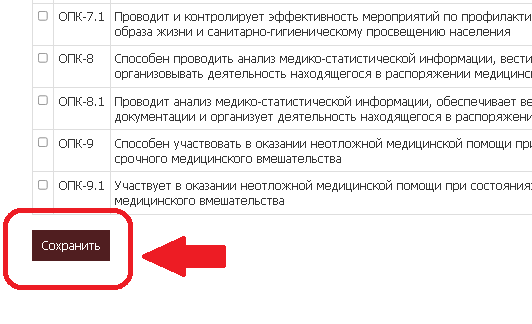 ОПК-7.1 Проводит и контролирует эффективность мероприятий по профилакти
образа жизни и санитарно-гигиеническому просвещению населения
ОПК-8 Способен проводить анализ медико-статистической информации, вести
организовывать деятельность находящегося в распоряжении медицинс
ОПК-8.1 Проводит анализ медико-статистической информации, обеспечивает ве
документации и организует деятельность находящегося в распоряжени
ОПК-9 Способен участвовать в оказании неотложной медицинской помощи при
срочного медицинского вмешательства
ОПК-9.1 Участвует в оказании неотложной медицинской помощи при состояния
медицинского вмешательства
Сохранить